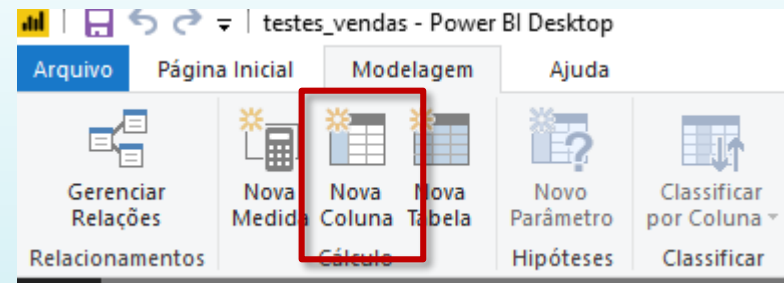 testes_vendas - Power BI Desktop
Arquivo Página Inicial Modelagem Ajuda
Gerenciar Relações
Nova Medida
Nova Coluna
Nova Tabela
Novo Parâmetro
Classificar por Coluna
Relacionamentos Cálculo Hipóteses Classificar